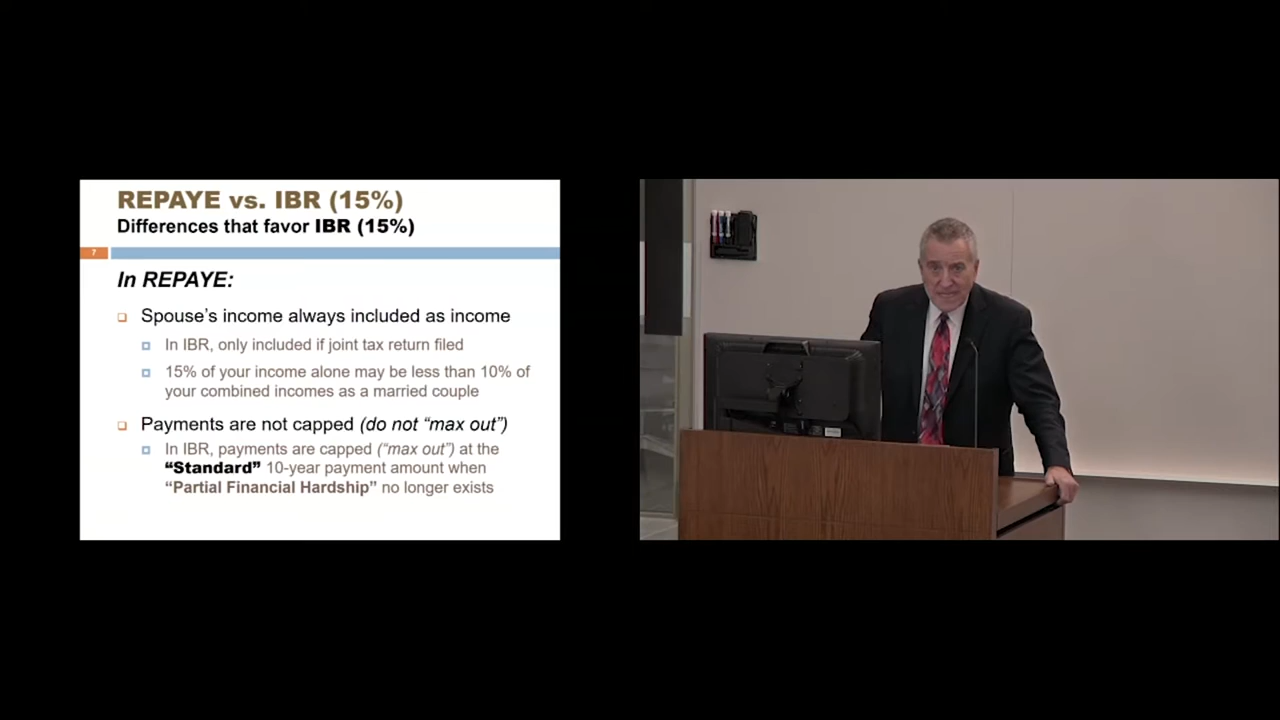 REPAYE vs. IBR (15%)
Differences that favor IBR (15%)
7
In REPAYE:
Spouse's income always included as income
In IBR, only included if joint tax return filed
15% of your income alone may be less than 10% of
your combined incomes as a married couple
Payments are not capped (do not “max out”)
In IBR, payments are capped (“max out”) at the
“Standard” 10-year payment amount when
“Partial Financial Hardship” no longer exists